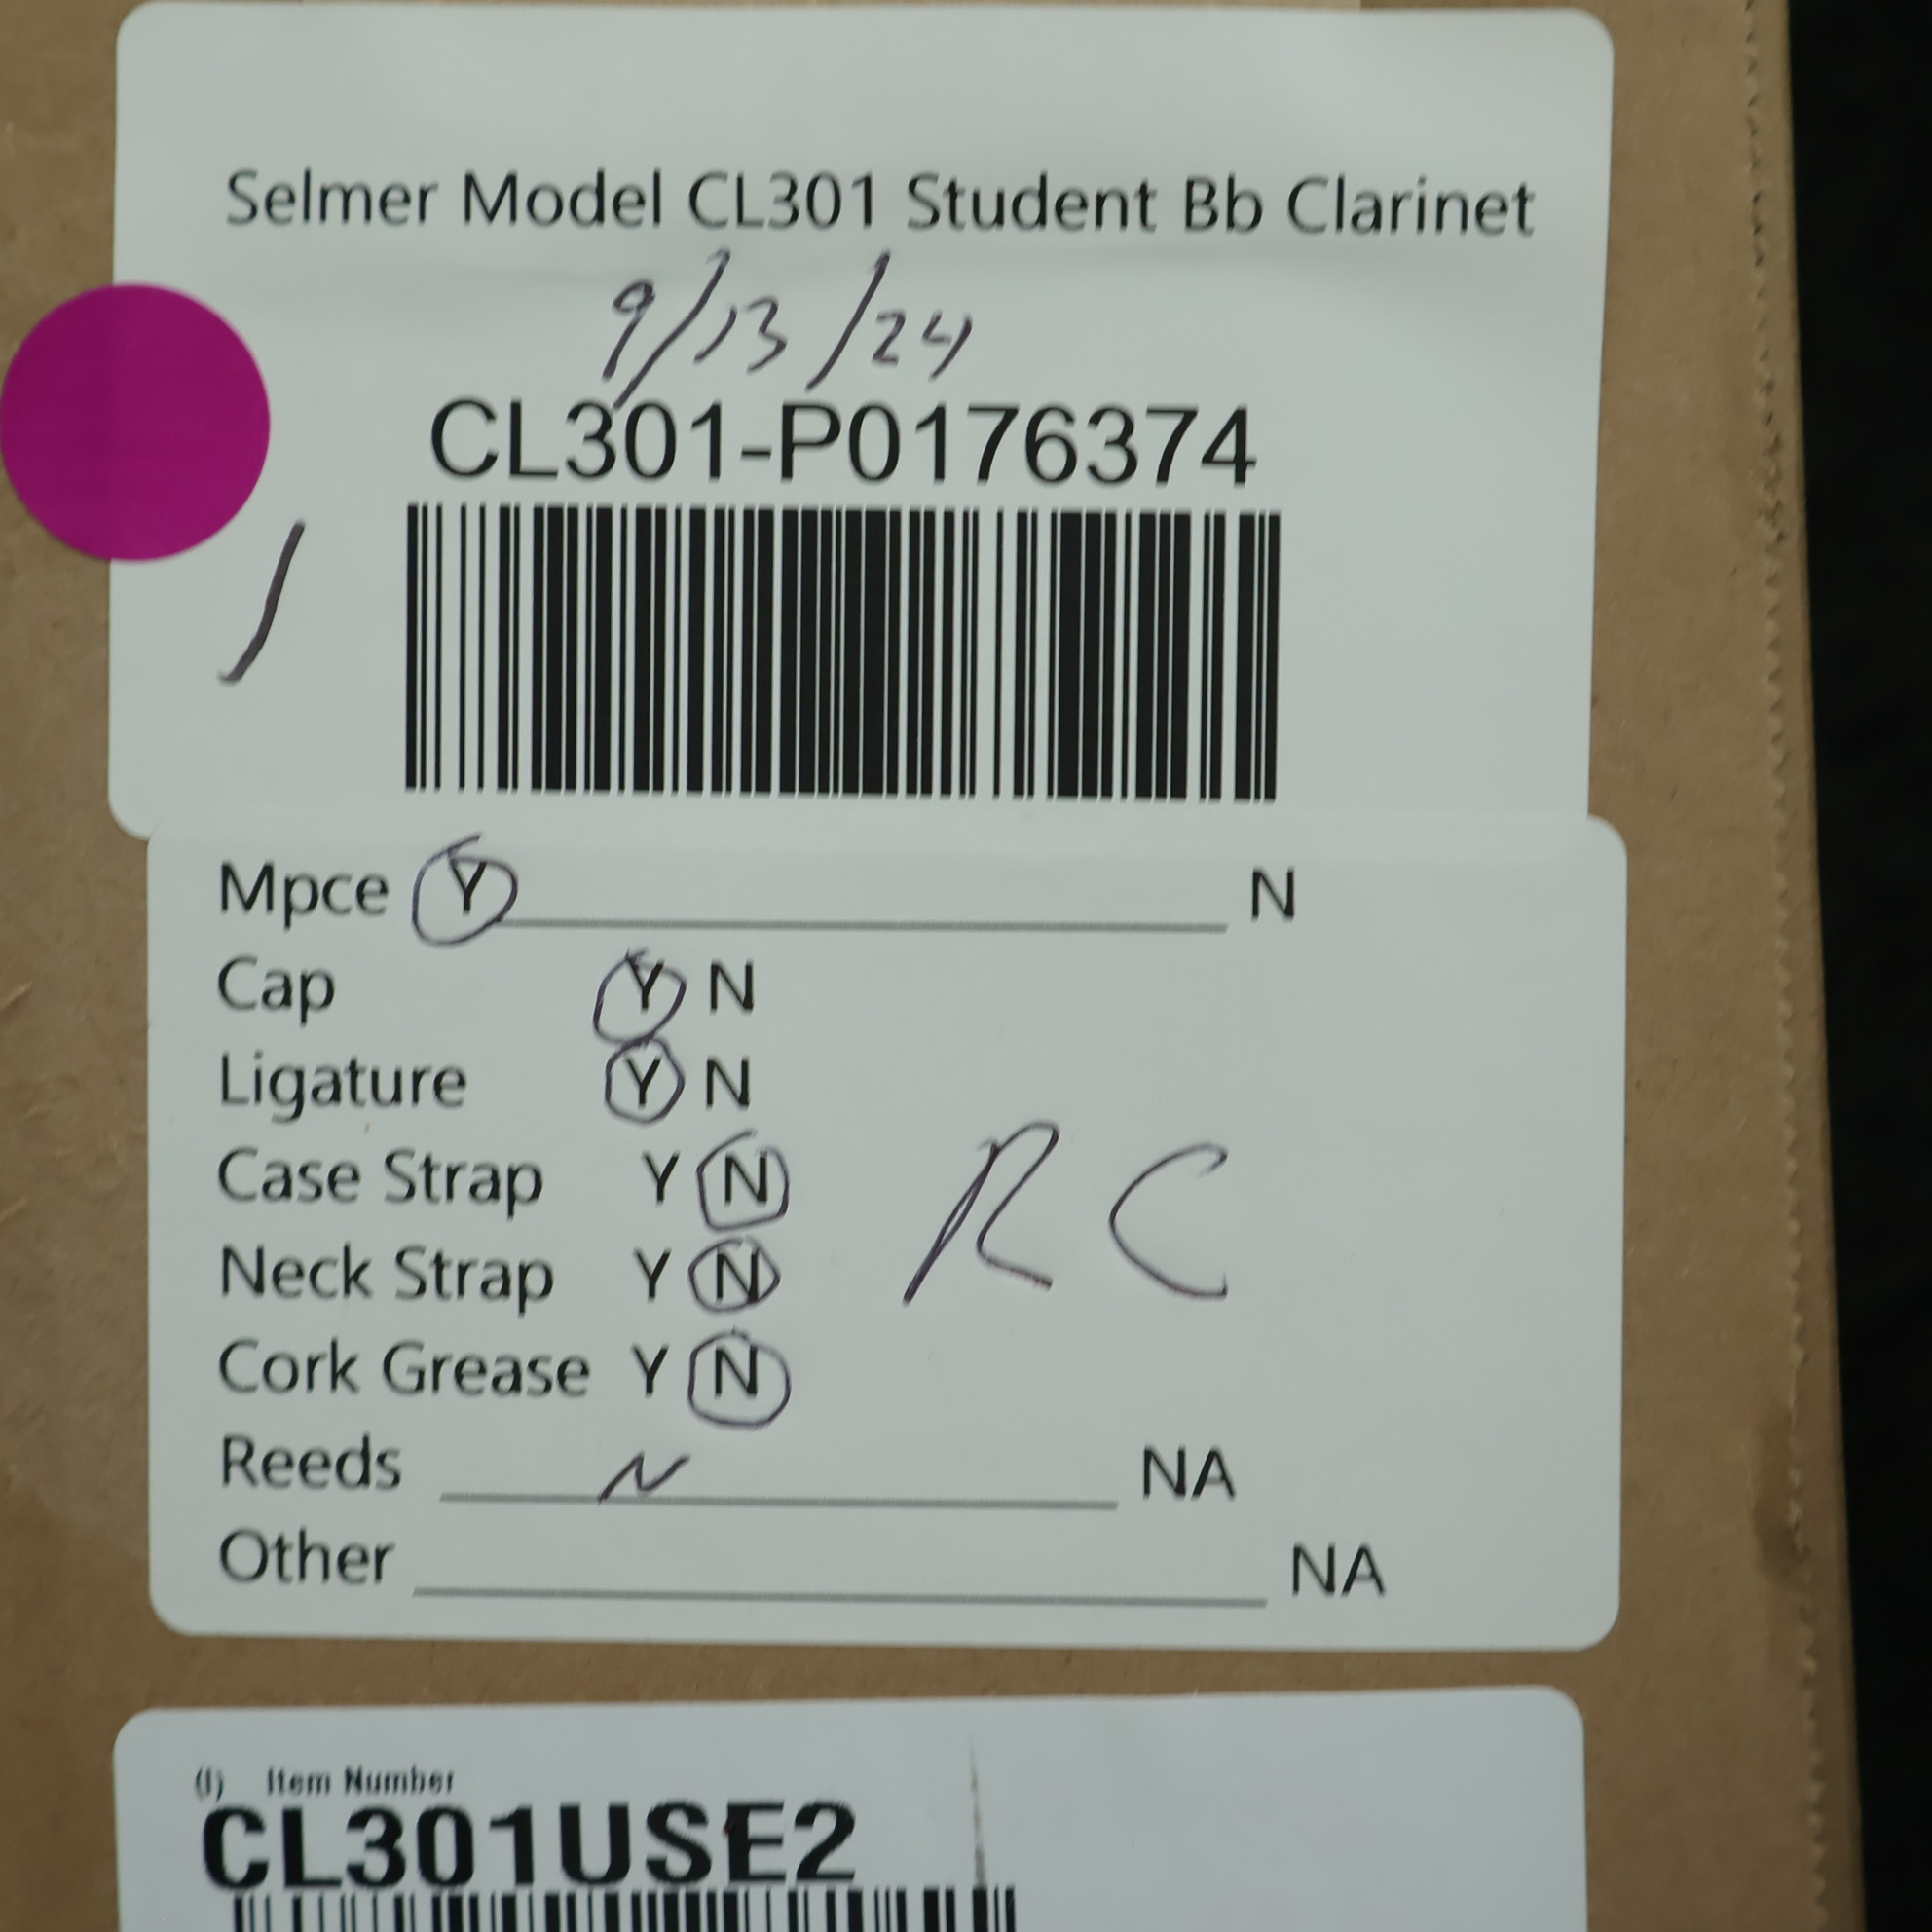 Selmer Model CL301 Student Bb Clarinet
9/13/24
CL301-P0176374
/
Mpce Y N
Cap Y N
Ligature Y N
Case Strap Y N
Neck Strap Y N
RC
Cork Grease Y N
Reeds N NA
Other NA
(I) Item Number
CL301USE2